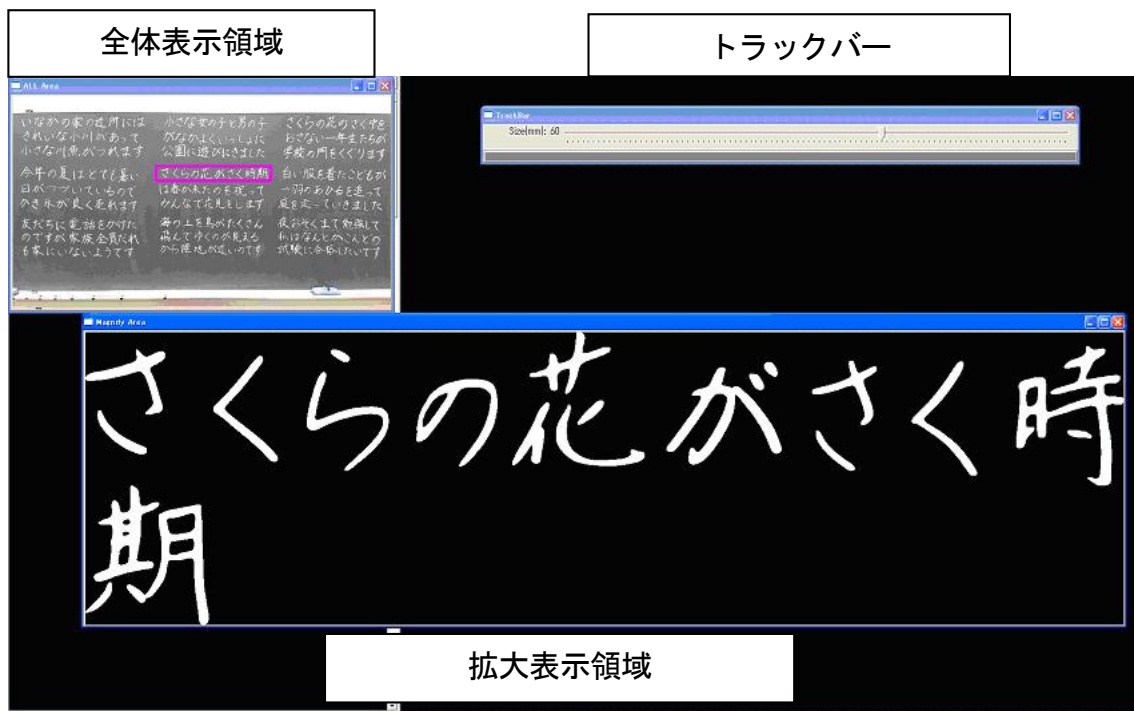 全体表示領域
トラックバー
ALL Area
いなかの家の近所には
きれいな小川があって
小さな川魚がつれます
小さな女の子と男の子
がなかよくいっしょに
公園に遊びにきました
さくらの花のさく中を
おさない一年生たちが
学校の門をくぐります
今年の夏はとても暑い
日がつづいているので
かき氷が良く売れます
さくらの花がさく時期
は春が来たのを祝って
みんなで花見をします
白い服を着たこどもが
一羽のあひるを追って
庭を走っていきました
友だちに電話をかけた
のですが家族全員だれ
も家にいないようです
海の上を鳥がたくさん
飛んでゆくのが見える
から陸地が近いのです
夜おそくまで勉強して
私はなんとかこんどの
試験に合格したいです
TrackBar
Size[mm]: 60
Magnify Area
さくらの花がさく時
期
拡大表示領域